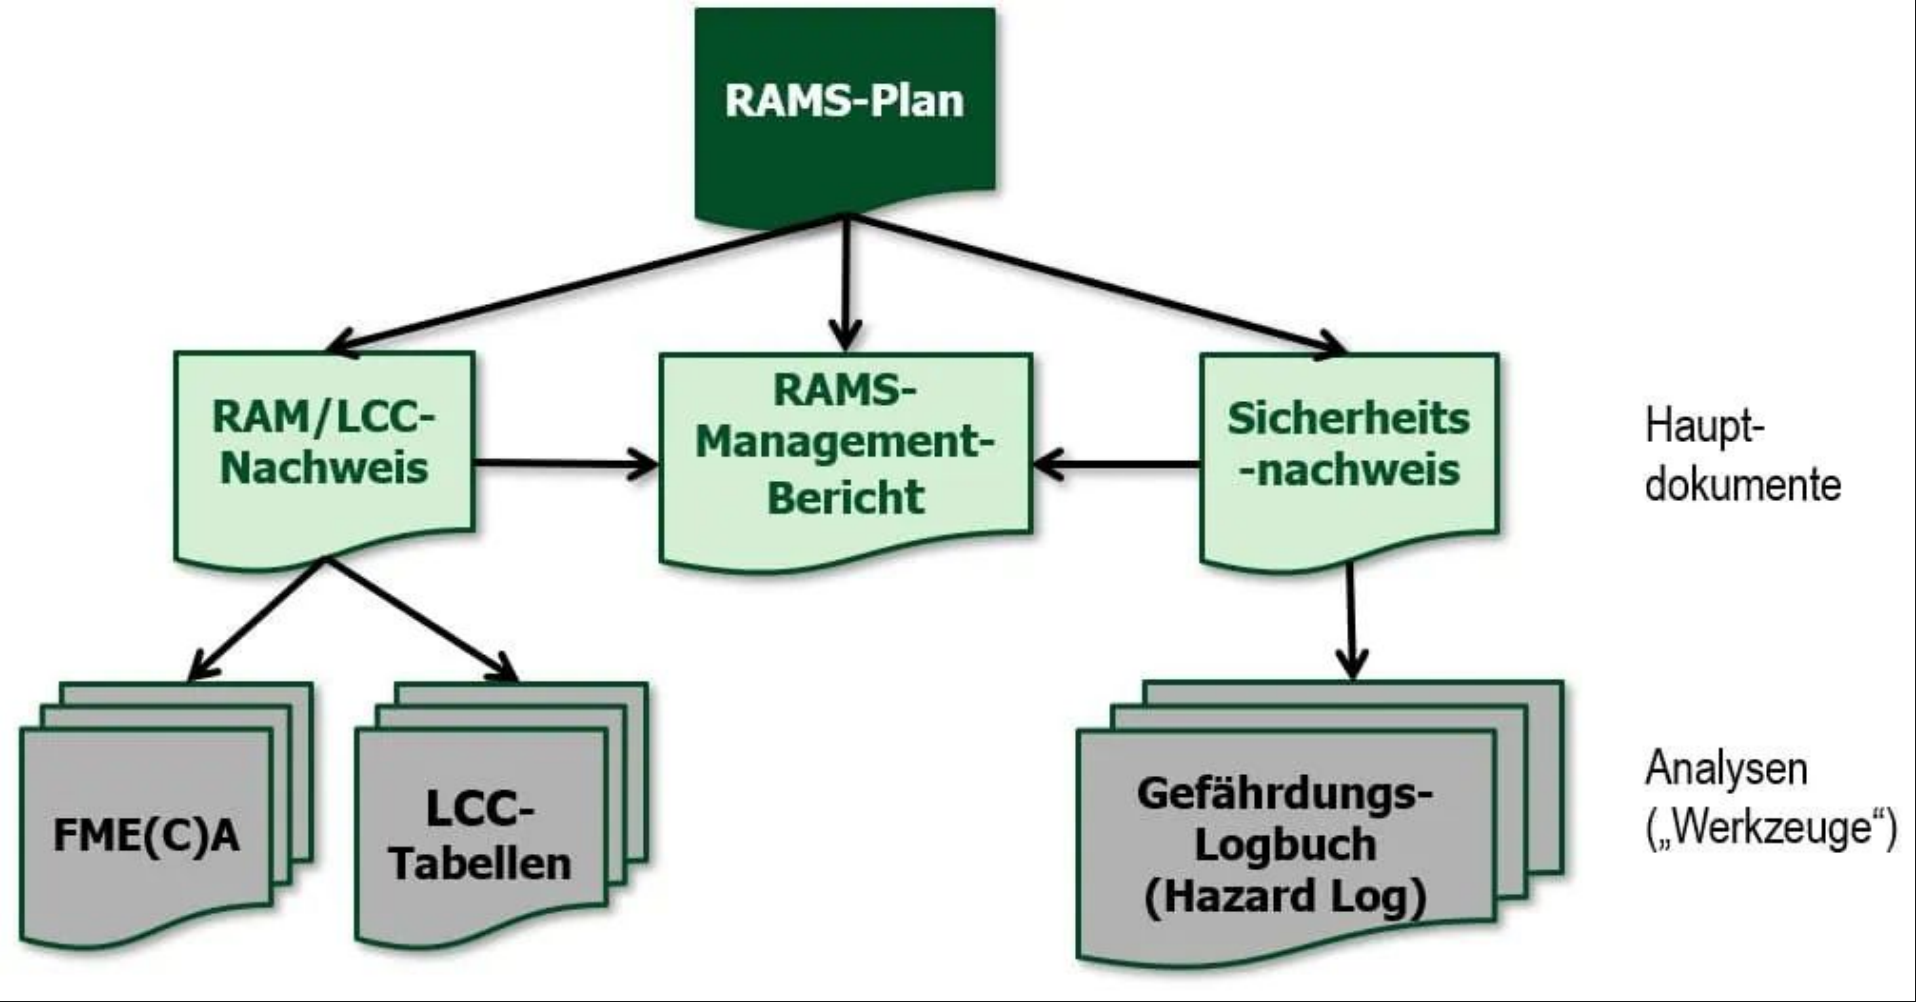 RAMS-Plan
RAM/LCC-
Nachweis
RAMS-
Management-
Bericht
Sicherheits
-nachweis
Haupt-
dokumente
FME(C)A
LCC-
Tabellen
Gefährdungs-
Logbuch
(Hazard Log)
Analysen
(„Werkzeuge“)